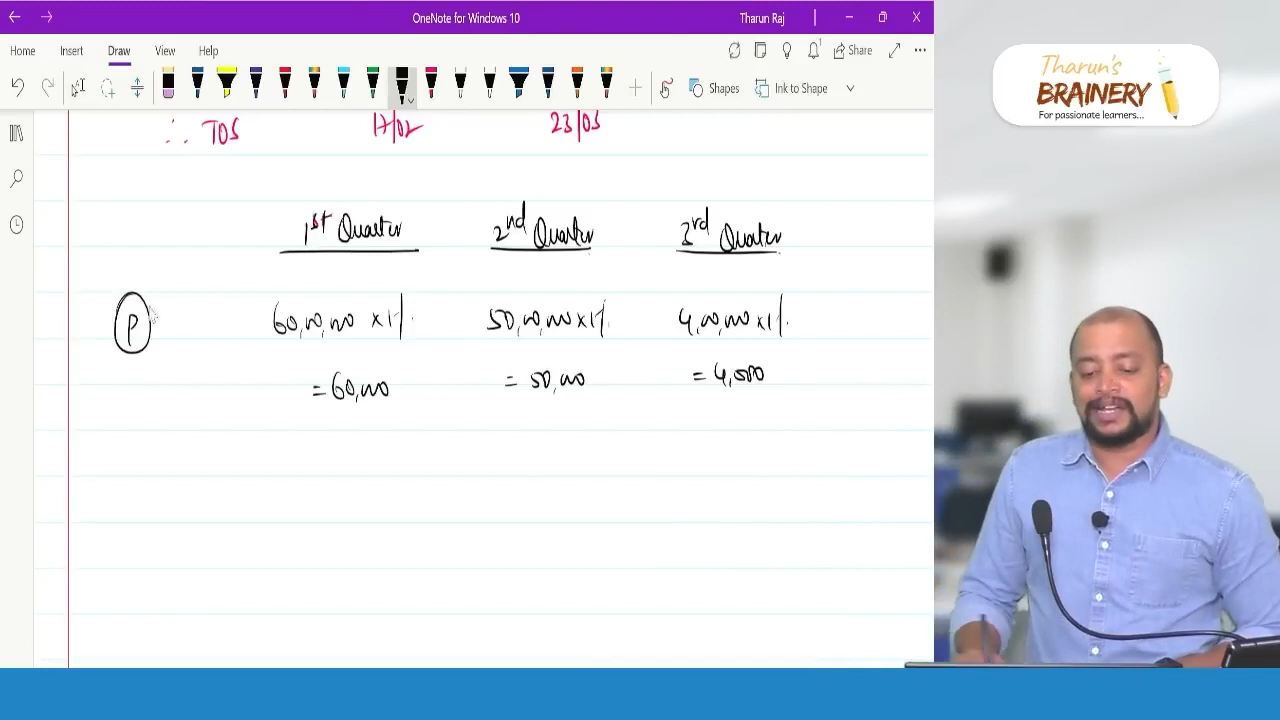 OneNote for Windows 10
Tharun Raj
Home Insert Draw View Help
Share
Shapes
Ink to Shape
Tharun's
BRAINERY
For passionate learners...
∴ TOS 17/02 23/05
1st Quarter 2nd Quarter 3rd Quarter
P 60,00,000 x 1% 50,00,000 x 1% 4,00,000 x 1%
= 60,000 = 50,000 = 4,000